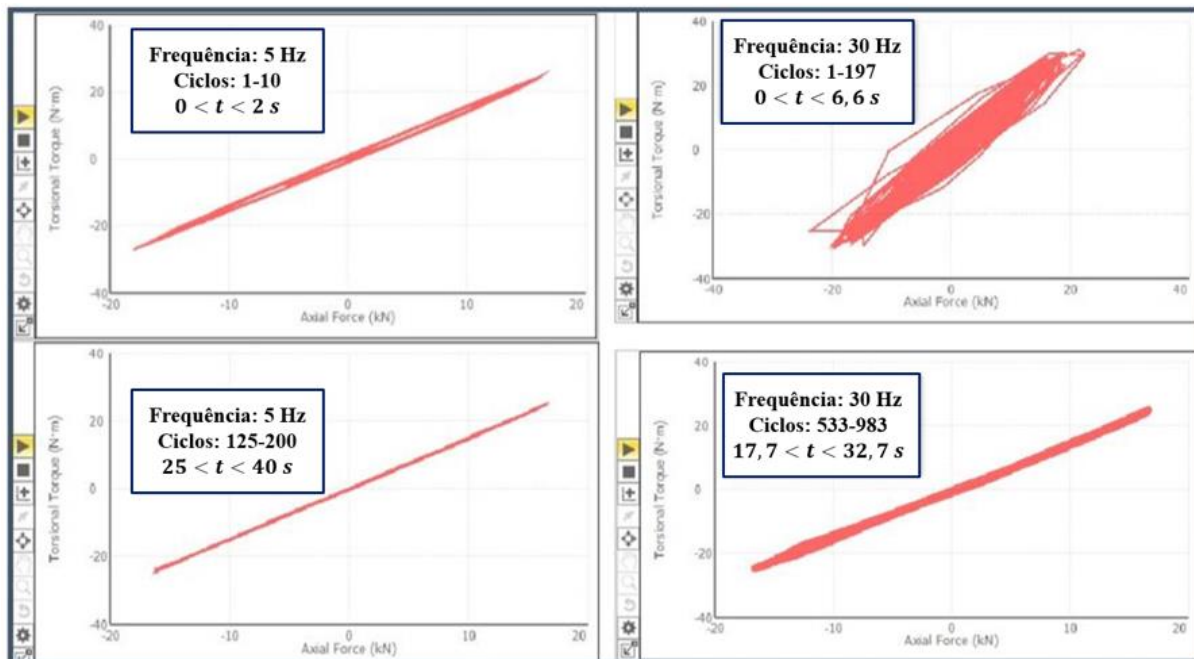 40
20
0
-20
-40
Torsional Torque (N·m)
Frequência: 5 Hz
Ciclos: 1-10
0 < t < 2 s
-20
-10
0
10
20
Axial Force (kN)
40
20
0
-20
-40
Torsional Torque (N·m)
Frequência: 30 Hz
Ciclos: 1-197
0 < t < 6,6 s
-40
-20
0
20
40
Axial Force (kN)
40
20
0
-20
-40
Torsional Torque (N·m)
Frequência: 5 Hz
Ciclos: 125-200
25 < t < 40 s
-20
-10
0
10
20
Axial Force (kN)
40
20
0
-20
-40
Torsional Torque (N·m)
Frequência: 30 Hz
Ciclos: 533-983
17,7 < t < 32,7 s
-20
-10
0
10
20
Axial Force (kN)